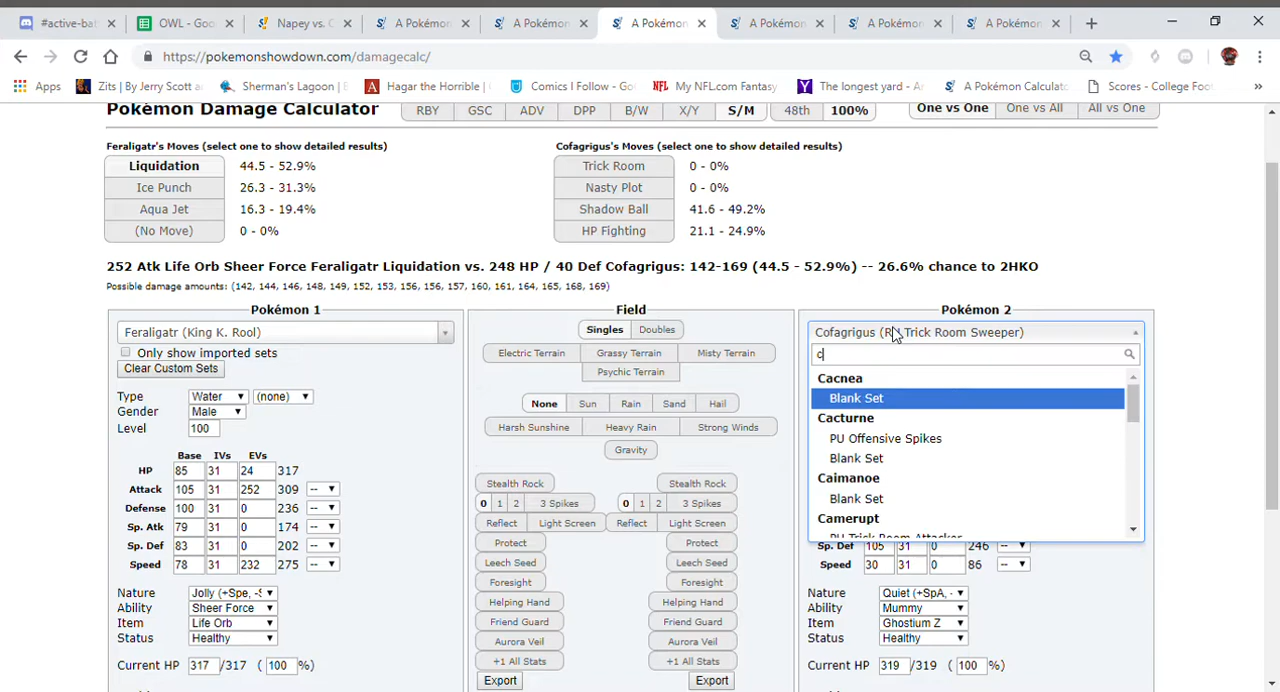 #active-bat OWL - Goo Napey vs. C A Pokémon A Pokémon A Pokémon A Pokémon A Pokémon A Pokémon
https://pokemonshowdown.com/damagecalc/
Apps Zits | By Jerry Scott a Sherman's Lagoon | Hagar the Horrible | Comics I Follow - Go My NFL.com Fantasy The longest yard - A A Pokémon Calculato Scores - College Foo »
Pokémon Damage Calculator RBY GSC ADV DPP B/W X/Y S/M 48th 100% One vs One One vs All All vs One
Feraligatr's Moves (select one to show detailed results) Cofagrigus's Moves (select one to show detailed results)
Liquidation 44.5 - 52.9% Trick Room 0 - 0%
Ice Punch 26.3 - 31.3% Nasty Plot 0 - 0%
Aqua Jet 16.3 - 19.4% Shadow Ball 41.6 - 49.2%
(No Move) 0 - 0% HP Fighting 21.1 - 24.9%
252 Atk Life Orb Sheer Force Feraligatr Liquidation vs. 248 HP / 40 Def Cofagrigus: 142-169 (44.5 - 52.9%) -- 26.6% chance to 2HKO
Possible damage amounts: (142, 144, 146, 148, 149, 152, 153, 156, 156, 157, 160, 161, 164, 165, 168, 169)
Pokémon 1 Field Pokémon 2
Feraligatr (King K. Rool) Singles Doubles Cofagrigus (RU Trick Room Sweeper)
Only show imported sets Electric Terrain Grassy Terrain Misty Terrain c
Clear Custom Sets Psychic Terrain Cacnea
Type Water (none) None Sun Rain Sand Hail Blank Set
Gender Male Harsh Sunshine Heavy Rain Strong Winds Cacturne
Level 100 Gravity PU Offensive Spikes
Base IVs EVs Blank Set
HP 85 31 24 317 Stealth Rock Stealth Rock Caimanoe
Attack 105 31 252 309 -- 0 1 2 3 Spikes 0 1 2 3 Spikes Blank Set
Defense 100 31 0 236 -- Reflect Light Screen Reflect Light Screen Camerupt
Sp. Atk 79 31 0 174 -- Protect Protect PU Trick Room Attacker
Sp. Def 83 31 0 202 -- Leech Seed Leech Seed Sp. Def 105 31 0 246 --
Speed 78 31 232 275 -- Foresight Foresight Speed 30 31 0 86 --
Nature Jolly (+Spe, -S Helping Hand Helping Hand Nature Quiet (+SpA, -
Ability Sheer Force Friend Guard Friend Guard Ability Mummy
Item Life Orb Aurora Veil Aurora Veil Item Ghostium Z
Status Healthy +1 All Stats +1 All Stats Status Healthy
Current HP 317 /317 ( 100 %) Export Export Current HP 319 /319 ( 100 %)